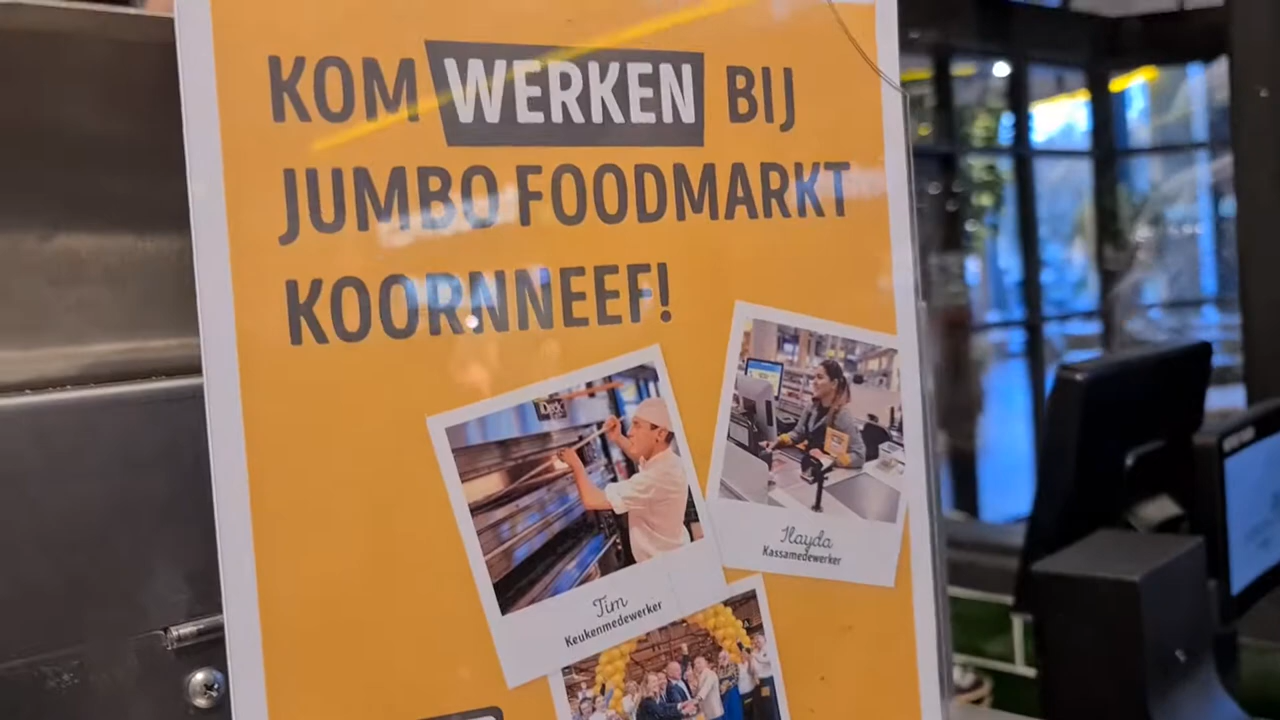 KOM WERKEN BIJ
JUMBO FOODMARKT
KOORNNEEF!
Ilayda
Kassamedewerker
Tim
Keukenmedewerker